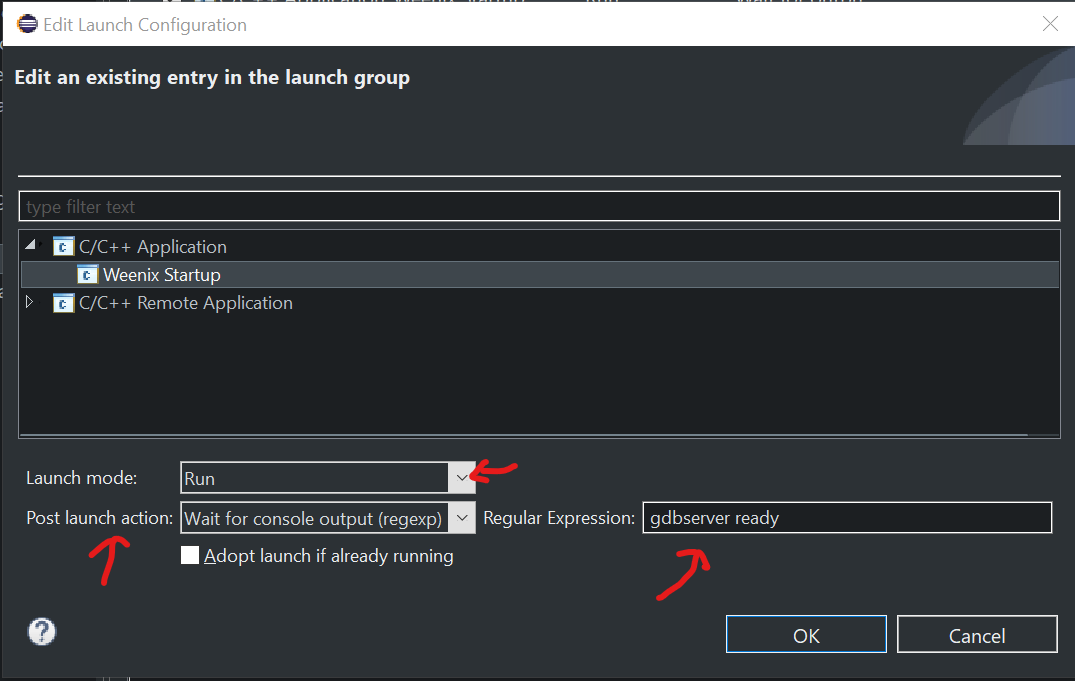 Edit Launch Configuration
Edit an existing entry in the launch group
type filter text
C/C++ Application
Weenix Startup
C/C++ Remote Application
Launch mode: Run
Post launch action: Wait for console output (regexp) Regular Expression: gdbserver ready
Adopt launch if already running
OK Cancel